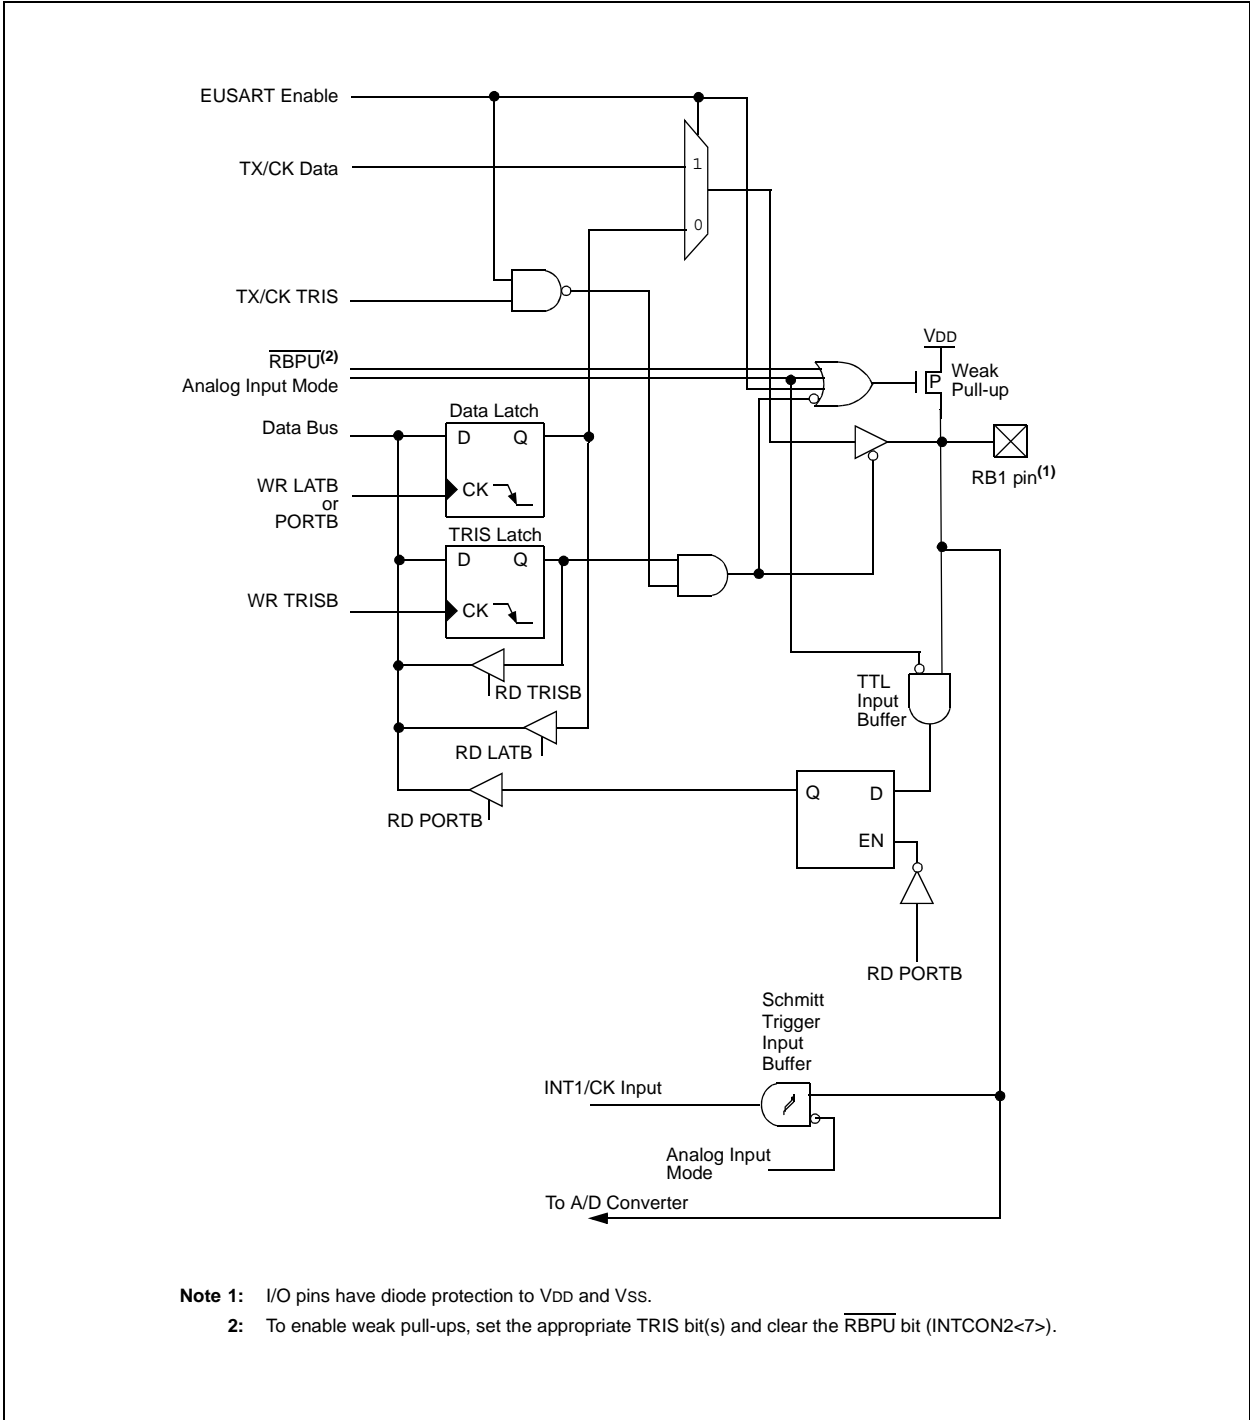 EUSART Enable
TX/CK Data
1
0
TX/CK TRIS
RBPU(2)
Analog Input Mode
VDD
P
Weak
Pull-up
Data Bus
Data Latch
D Q
CK
WR LATB
or
PORTB
RB1 pin(1)
TRIS Latch
D Q
CK
WR TRISB
RD TRISB
TTL
Input
Buffer
RD LATB
RD PORTB
Q D
EN
RD PORTB
Schmitt
Trigger
Input
Buffer
INT1/CK Input
Analog Input
Mode
To A/D Converter
Note 1: I/O pins have diode protection to VDD and VSS.
2: To enable weak pull-ups, set the appropriate TRIS bit(s) and clear the RBPU bit (INTCON2<7>).